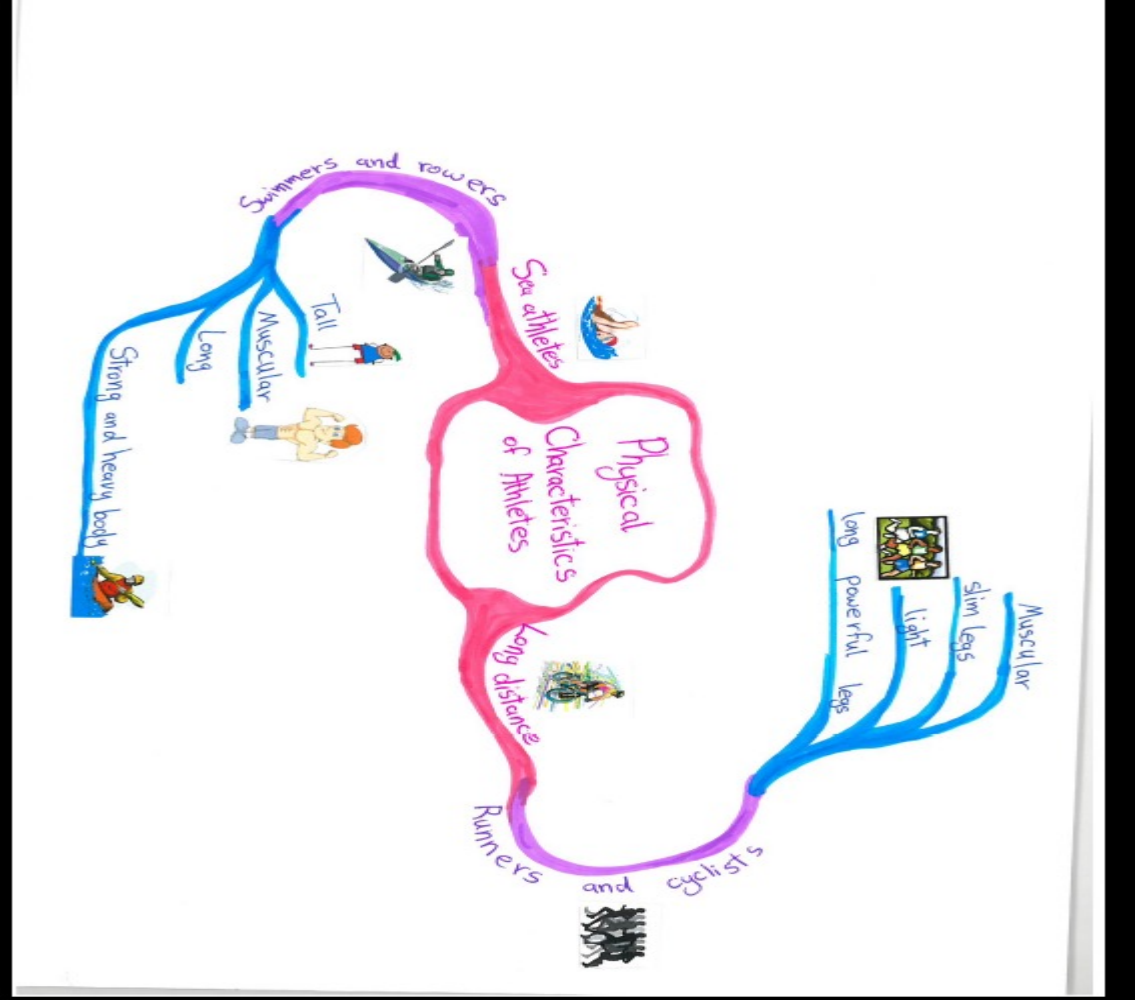 Physical
Characteristics
of Athletes
Sea athletes
Swimmers and rowers
Tall
Muscular
Long
Strong and heavy body
Long distance
Runners and cyclists
Muscular
slim legs
light
long powerful legs